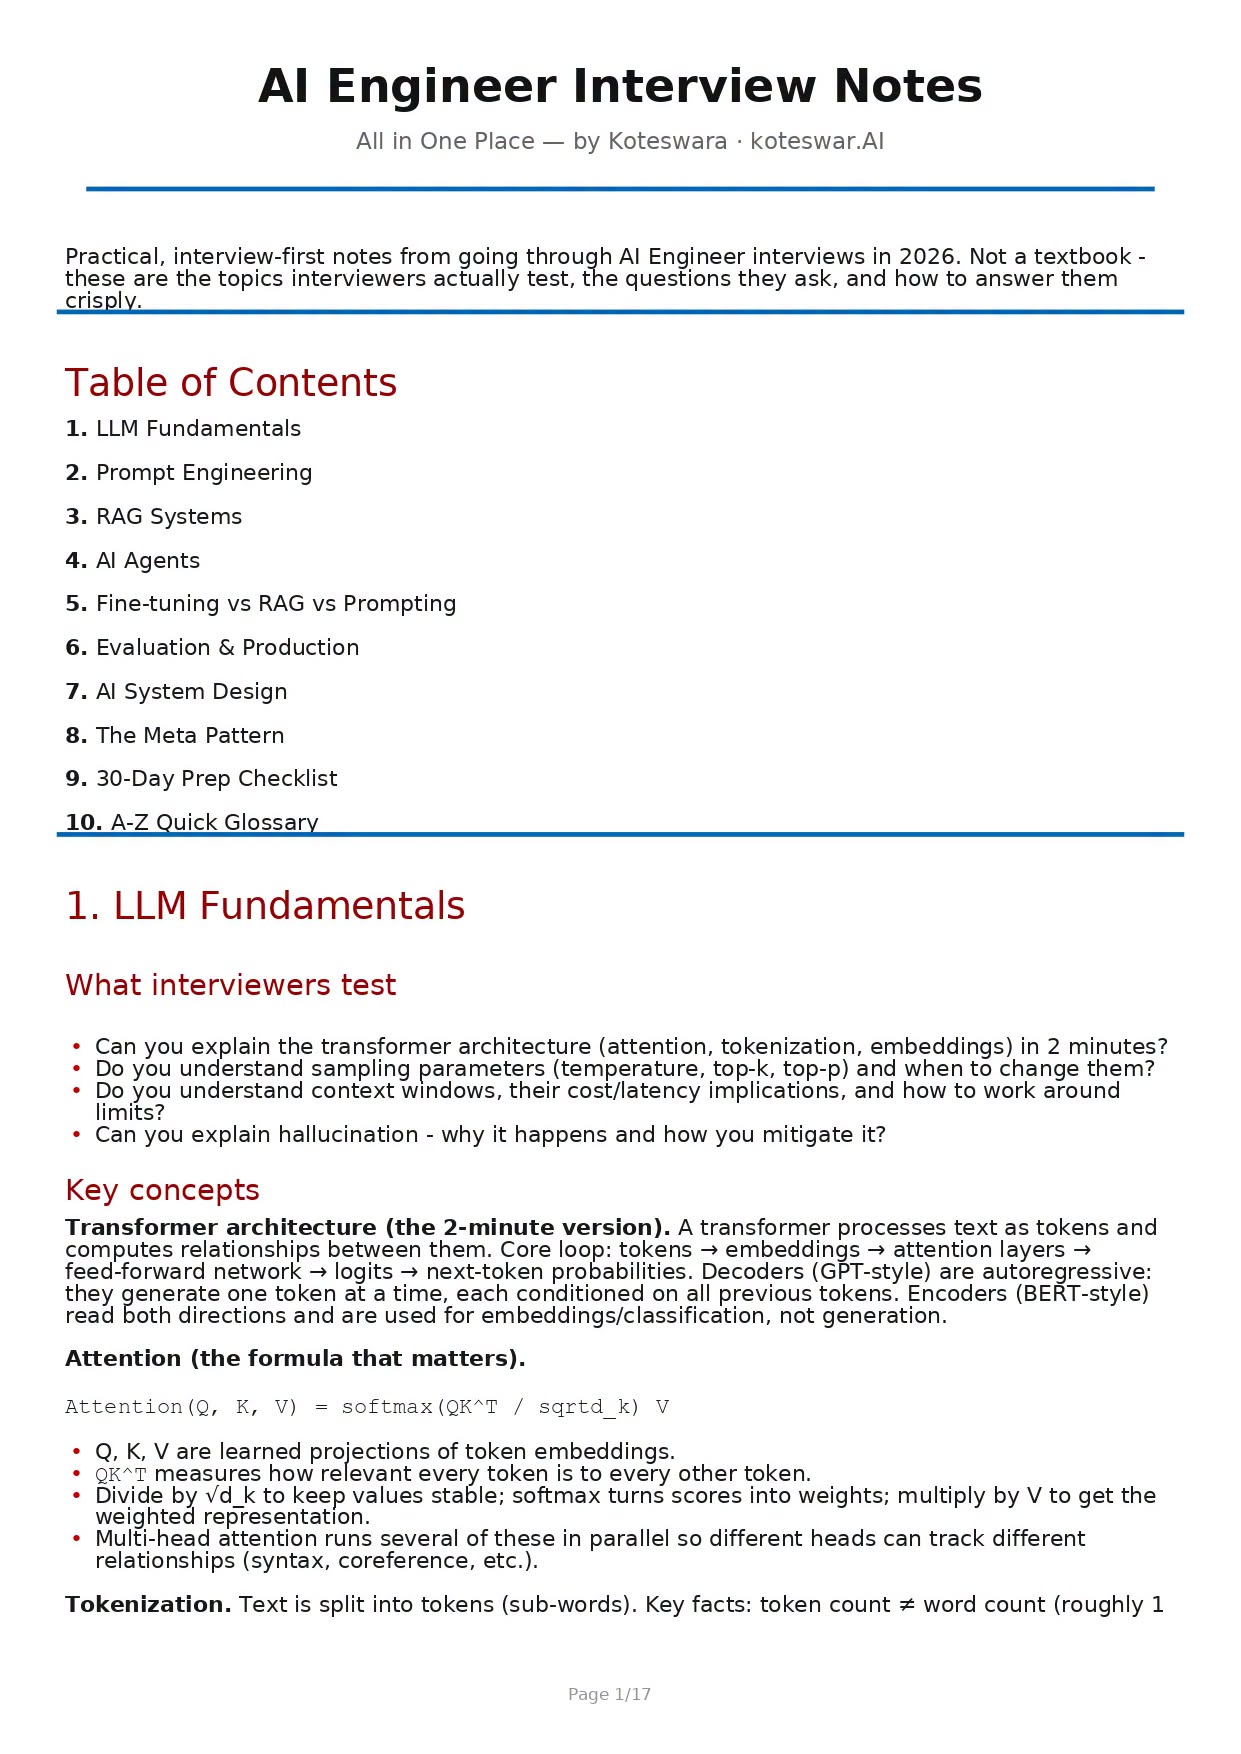 AI Engineer Interview Notes
All in One Place — by Koteswara · koteswar.AI
Practical, interview-first notes from going through AI Engineer interviews in 2026. Not a textbook -
these are the topics interviewers actually test, the questions they ask, and how to answer them
crisply.
Table of Contents
1. LLM Fundamentals
2. Prompt Engineering
3. RAG Systems
4. AI Agents
5. Fine-tuning vs RAG vs Prompting
6. Evaluation & Production
7. AI System Design
8. The Meta Pattern
9. 30-Day Prep Checklist
10. A-Z Quick Glossary
1. LLM Fundamentals
What interviewers test
• Can you explain the transformer architecture (attention, tokenization, embeddings) in 2 minutes?
• Do you understand sampling parameters (temperature, top-k, top-p) and when to change them?
• Do you understand context windows, their cost/latency implications, and how to work around
limits?
• Can you explain hallucination - why it happens and how you mitigate it?
Key concepts
Transformer architecture (the 2-minute version). A transformer processes text as tokens and
computes relationships between them. Core loop: tokens → embeddings → attention layers →
feed-forward network → logits → next-token probabilities. Decoders (GPT-style) are autoregressive:
they generate one token at a time, each conditioned on all previous tokens. Encoders (BERT-style)
read both directions and are used for embeddings/classification, not generation.
Attention (the formula that matters).
Attention(Q, K, V) = softmax(QK^T / sqrtd_k) V
• Q, K, V are learned projections of token embeddings.
• QK^T measures how relevant every token is to every other token.
• Divide by √d_k to keep values stable; softmax turns scores into weights; multiply by V to get the
weighted representation.
• Multi-head attention runs several of these in parallel so different heads can track different
relationships (syntax, coreference, etc.).
Tokenization. Text is split into tokens (sub-words). Key facts: token count ≠ word count (roughly 1
Page 1/17